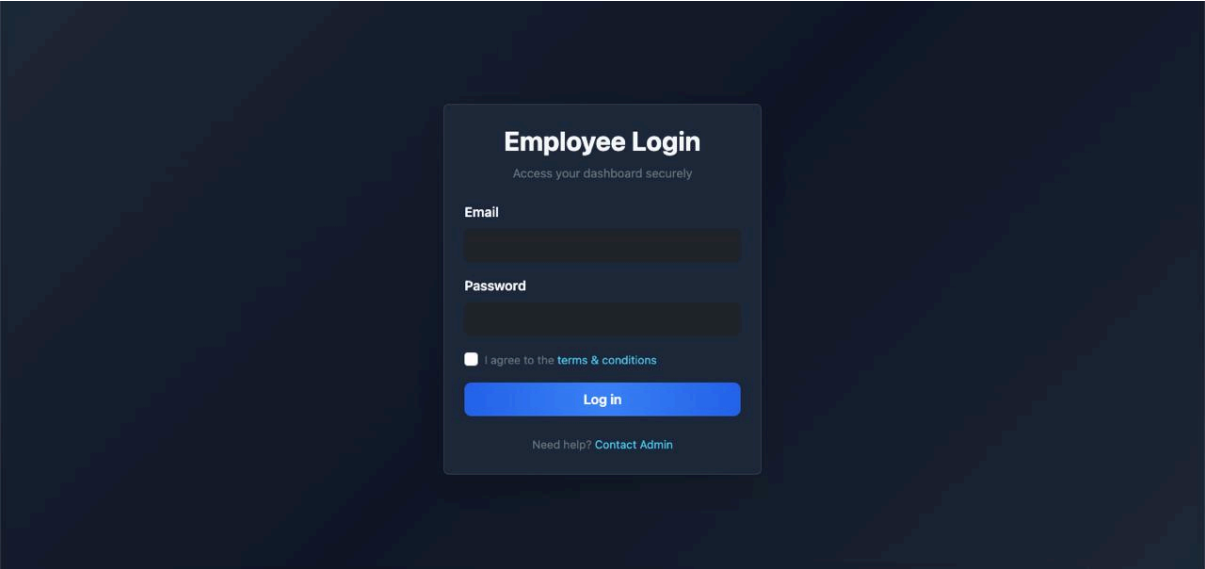 Employee Login
Access your dashboard securely
Email
Password
I agree to the terms & conditions
Log in
Need help? Contact Admin